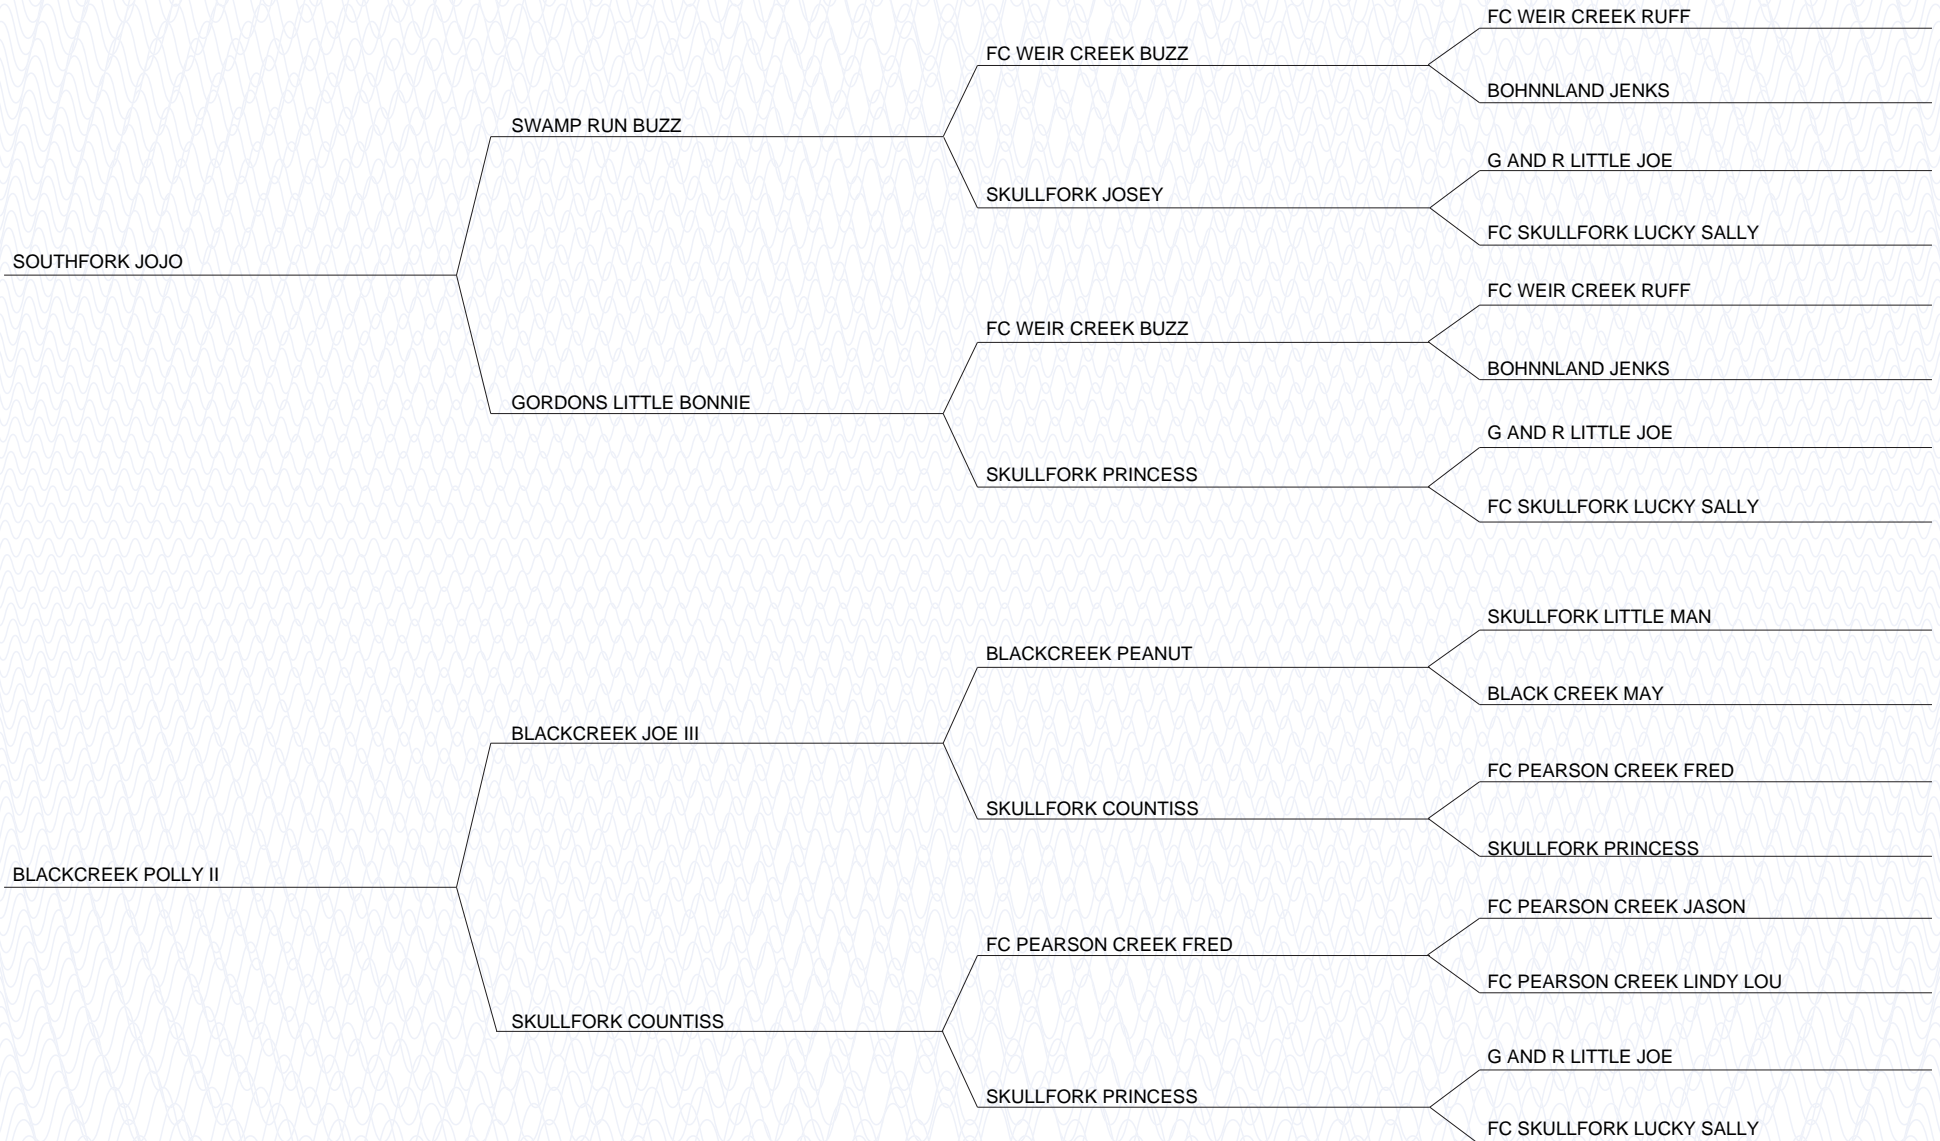 FC WEIR CREEK RUFF
FC WEIR CREEK BUZZ
BOHNNLAND JENKS
SWAMP RUN BUZZ
G AND R LITTLE JOE
SKULLFORK JOSEY
FC SKULLFORK LUCKY SALLY
SOUTHFORK JOJO
FC WEIR CREEK RUFF
FC WEIR CREEK BUZZ
BOHNNLAND JENKS
GORDONS LITTLE BONNIE
G AND R LITTLE JOE
SKULLFORK PRINCESS
FC SKULLFORK LUCKY SALLY
SKULLFORK LITTLE MAN
BLACKCREEK PEANUT
BLACK CREEK MAY
BLACKCREEK JOE III
FC PEARSON CREEK FRED
SKULLFORK COUNTISS
SKULLFORK PRINCESS
BLACKCREEK POLLY II
FC PEARSON CREEK JASON
FC PEARSON CREEK FRED
FC PEARSON CREEK LINDY LOU
SKULLFORK COUNTISS
G AND R LITTLE JOE
SKULLFORK PRINCESS
FC SKULLFORK LUCKY SALLY